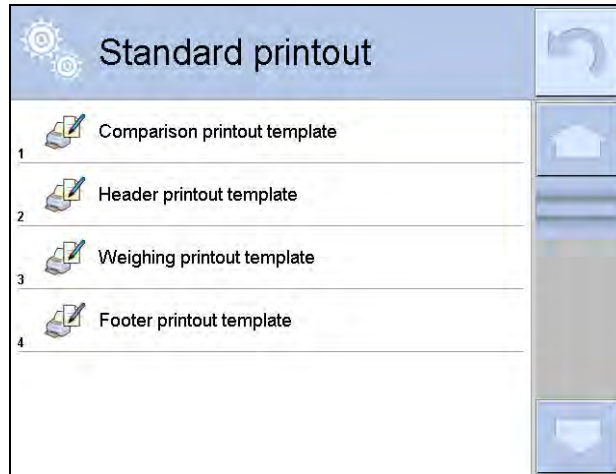 Standard printout
1 Comparison printout template
2 Header printout template
3 Weighing printout template
4 Footer printout template